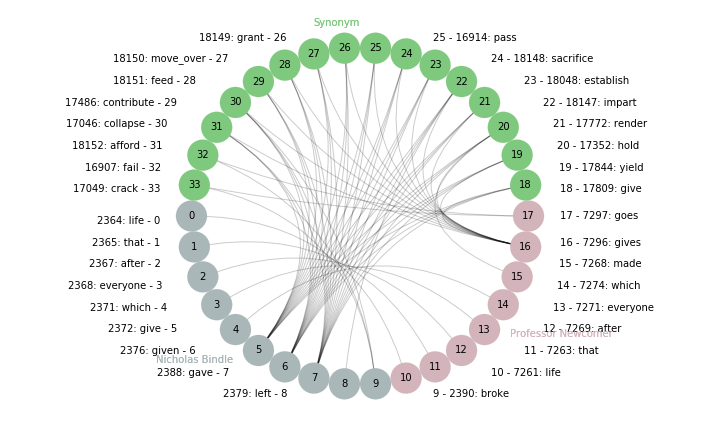 Synonym
18149: grant - 26
25 - 16914: pass
18150: move_over - 27
24 - 18148: sacrifice
18151: feed - 28
23 - 18048: establish
17486: contribute - 29
22 - 18147: impart
17046: collapse - 30
21 - 17772: render
18152: afford - 31
20 - 17352: hold
16907: fail - 32
19 - 17844: yield
17049: crack - 33
18 - 17809: give
2364: life - 0
17 - 7297: goes
2365: that - 1
16 - 7296: gives
2367: after - 2
15 - 7268: made
2368: everyone - 3
14 - 7274: which
2371: which - 4
13 - 7271: everyone
2372: give - 5
12 - 7269: after
Professor Newcomer
2376: given - 6
11 - 7263: that
Nicholas Bindle
2388: gave - 7
10 - 7261: life
2379: left - 8
9 - 2390: broke
0
1
2
3
4
5
6
7
8
9
10
11
12
13
14
15
16
17
18
19
20
21
22
23
24
25
26
27
28
29
30
31
32
33